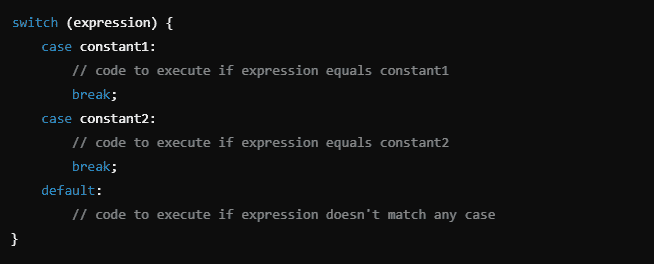 switch (expression) {
    case constant1:
        // code to execute if expression equals constant1
        break;
    case constant2:
        // code to execute if expression equals constant2
        break;
    default:
        // code to execute if expression doesn't match any case
}